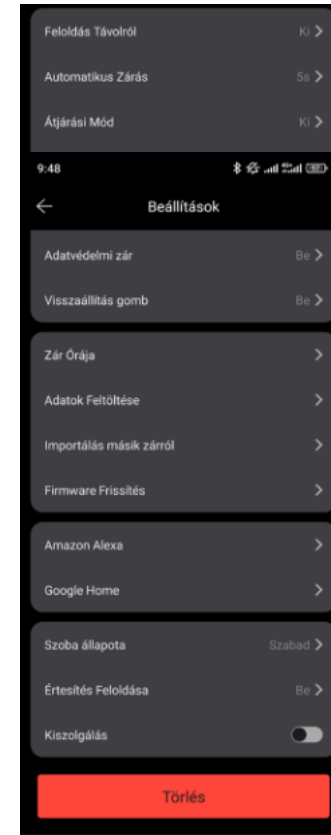 Feloldás Távolról Ki
Automatikus Zárás 5s
Átjárási Mód Ki
9:48
Beállítások
Adatvédelmi zár Be
Visszaállítás gomb Be
Zár Órája
Adatok Feltöltése
Importálás másik zárról
Firmware Frissítés
Amazon Alexa
Google Home
Szoba állapota Szabad
Értesítés Feloldása Be
Kiszolgálás
Törlés